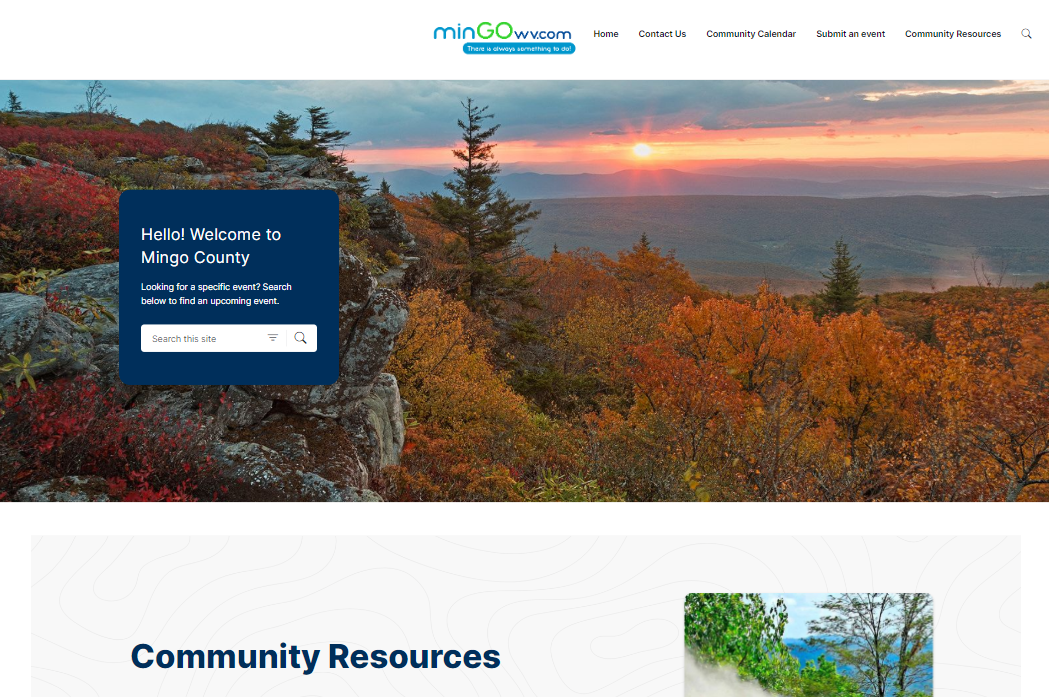 minGOwv.com
There is always something to do!
Home
Contact Us
Community Calendar
Submit an event
Community Resources
Hello! Welcome to
Mingo County
Looking for a specific event? Search
below to find an upcoming event.
Search this site
Community Resources